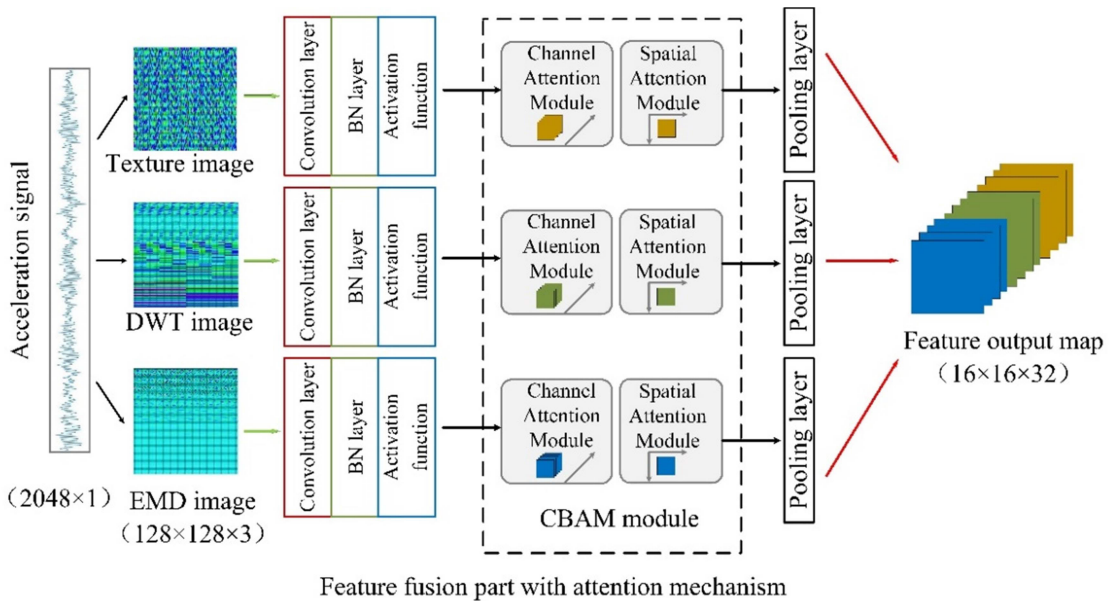 Acceleration signal
(2048×1)
Texture image
DWT image
EMD image
(128×128×3)
Convolution layer
BN layer
Activation
function
Channel
Attention
Module
Spatial
Attention
Module
Pooling layer
Convolution layer
BN layer
Activation
function
Channel
Attention
Module
Spatial
Attention
Module
Pooling layer
Convolution layer
BN layer
Activation
function
Channel
Attention
Module
Spatial
Attention
Module
Pooling layer
CBAM module
Feature output map
(16×16×32)
Feature fusion part with attention mechanism